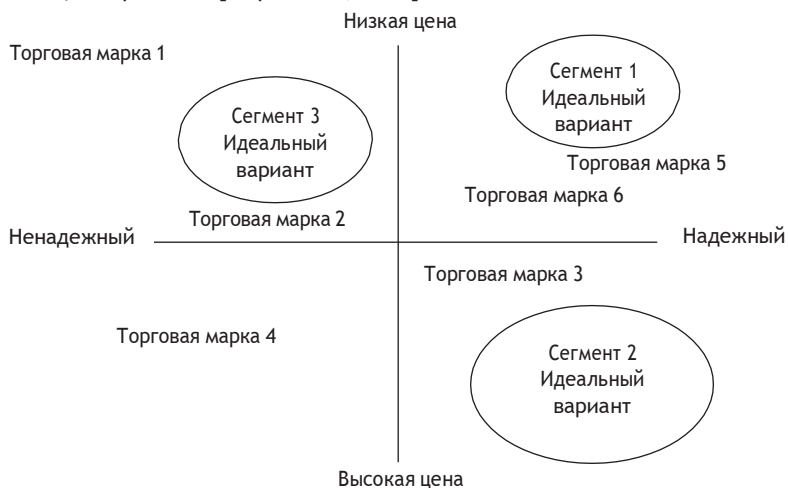 Низкая цена
Торговая марка 1
Сегмент 1
Идеальный
вариант
Сегмент 3
Идеальный
вариант
Торговая марка 5
Торговая марка 6
Торговая марка 2
Ненадежный
Надежный
Торговая марка 3
Торговая марка 4
Сегмент 2
Идеальный
вариант
Высокая цена